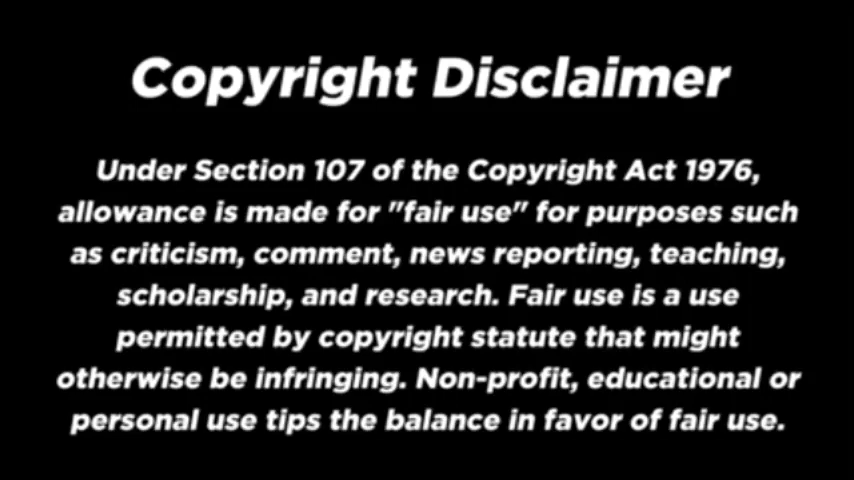 Copyright Disclaimer
Under Section 107 of the Copyright Act 1976,
allowance is made for "fair use" for purposes such
as criticism, comment, news reporting, teaching,
scholarship, and research. Fair use is a use
permitted by copyright statute that might
otherwise be infringing. Non-profit, educational or
personal use tips the balance in favor of fair use.